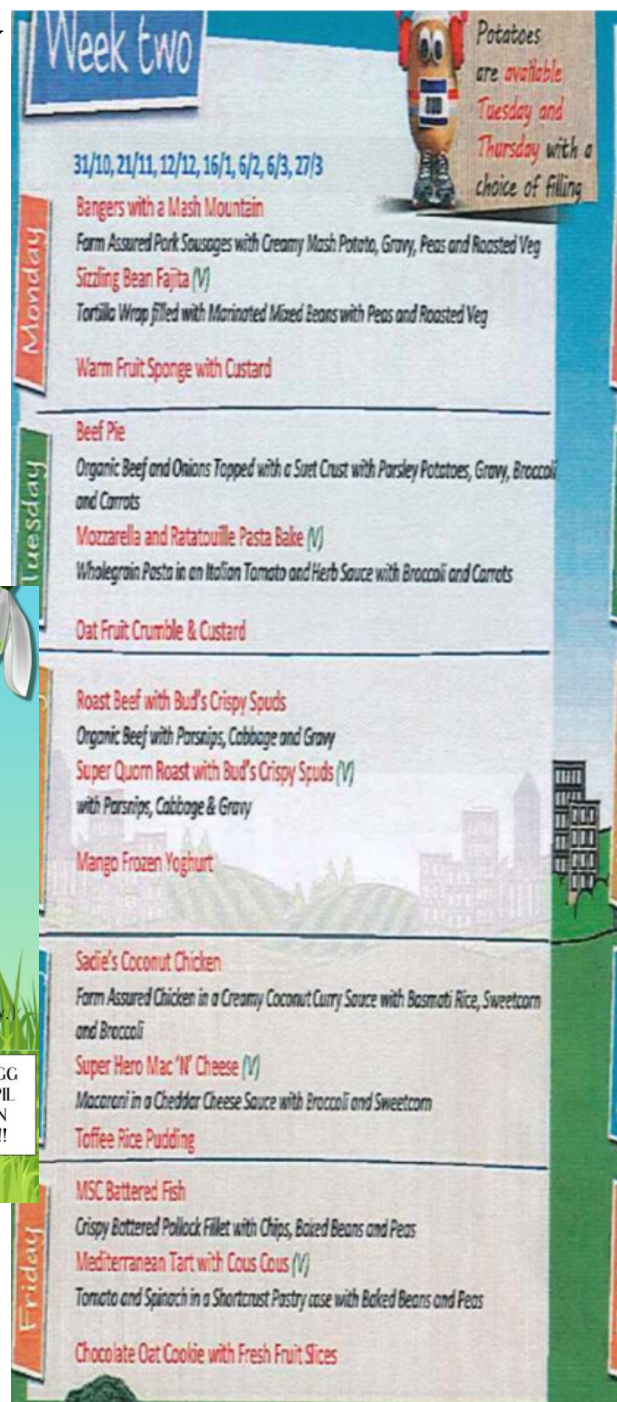 Week two
Potatoes
are available
Tuesday and
Thursday with a
choice of filling
31/10, 21/11, 12/12, 16/1, 6/2, 6/3, 27/3
Monday
Bangers with a Mash Mountain
Farm Assured Pork Sausages with Creamy Mash Potato, Gravy, Peas and Roasted Veg
Sizzling Bean Fajita (V)
Tortilla Wrap filled with Marinated Mixed Beans with Peas and Roasted Veg
Warm Fruit Sponge with Custard
Tuesday
Beef Pie
Organic Beef and Onions Topped with a Suet Crust with Parsley Potatoes, Gravy, Broccoli
and Carrots
Mozzarella and Ratatouille Pasta Bake (V)
Wholegrain Pasta in an Italian Tomato and Herb Sauce with Broccoli and Carrots
Oat Fruit Crumble & Custard
Roast Beef with Bud's Crispy Spuds
Organic Beef with Parsnips, Cabbage and Gravy
Super Quorn Roast with Bud's Crispy Spuds (V)
with Parsnips, Cabbage & Gravy
Mango Frozen Yoghurt
Sadie's Coconut Chicken
Farm Assured Chicken in a Creamy Coconut Curry Sauce with Basmati Rice, Sweetcorn
and Broccoli
Super Hero Mac 'N' Cheese (V)
Macaroni in a Cheddar Cheese Sauce with Broccoli and Sweetcorn
Toffee Rice Pudding
Friday
MSC Battered Fish
Crispy Battered Pollock Fillet with Chips, Baked Beans and Peas
Mediterranean Tart with Cous Cous (V)
Tomato and Spinach in a Shortcrust Pastry case with Baked Beans and Peas
Chocolate Oat Cookie with Fresh Fruit Slices